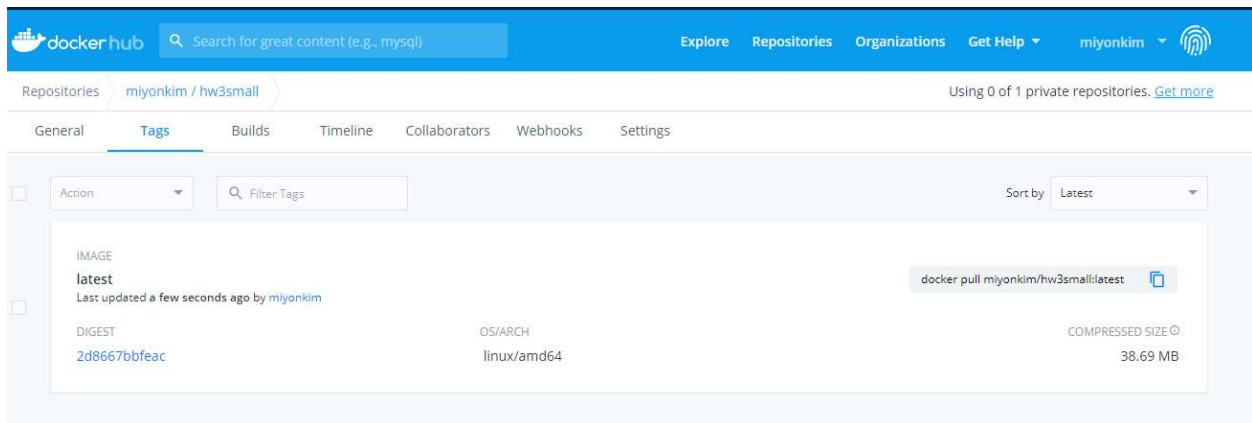 dockerhub Search for great content (e.g., mysql) Explore Repositories Organizations Get Help miyonkim
Repositories miyonkim / hw3small Using 0 of 1 private repositories. Get more
General Tags Builds Timeline Collaborators Webhooks Settings
Action Filter Tags Sort by Latest
IMAGE
latest docker pull miyonkim/hw3small:latest
Last updated a few seconds ago by miyonkim
DIGEST OS/ARCH COMPRESSED SIZE
2d8667bbfeac linux/amd64 38.69 MB